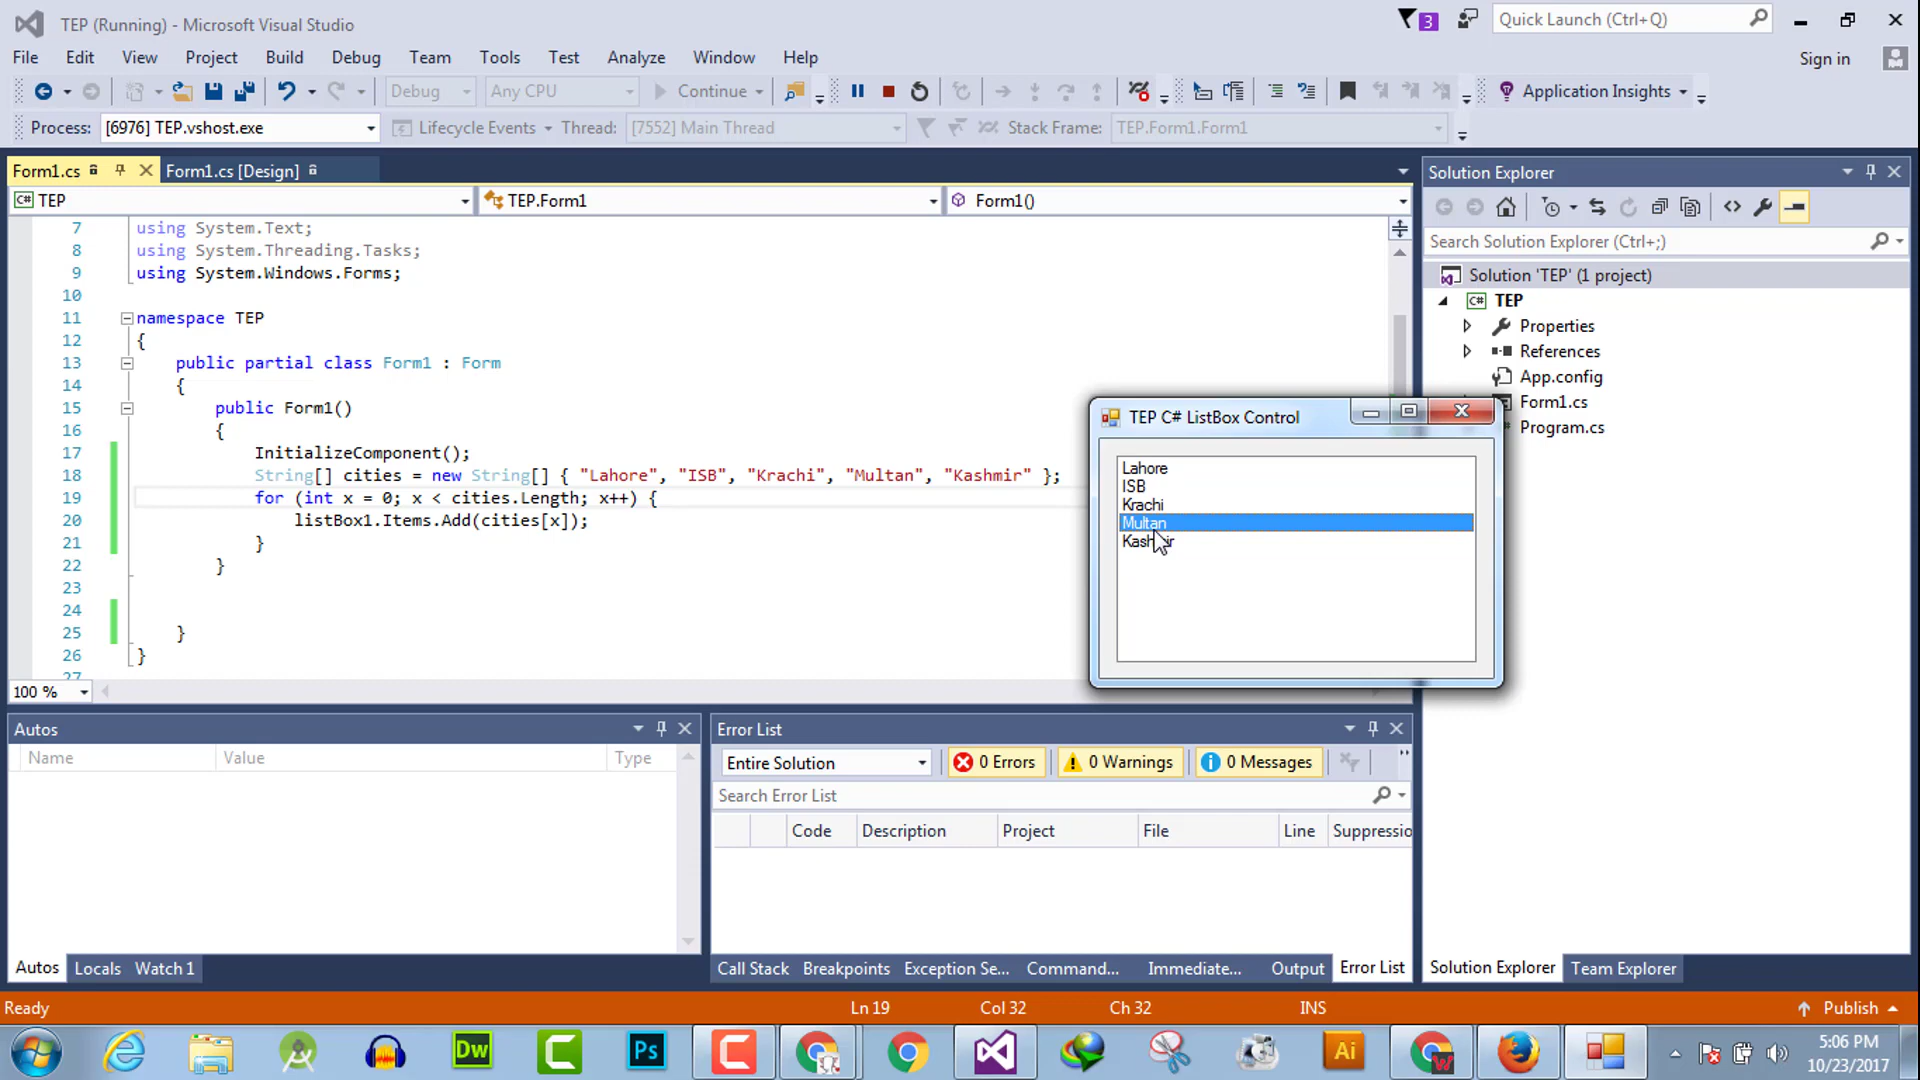 TEP (Running) - Microsoft Visual Studio
3
Quick Launch (Ctrl+Q)
File Edit View Project Build Debug Team Tools Test Analyze Window Help
Sign in
Debug Any CPU Continue Application Insights
Process: [6976] TEP.vshost.exe Lifecycle Events Thread: [7552] Main Thread Stack Frame: TEP.Form1.Form1
Form1.cs Form1.cs [Design]
C# TEP TEP.Form1 Form1()
7 using System.Text;
8 using System.Threading.Tasks;
9 using System.Windows.Forms;
10
11 namespace TEP
12 {
13 public partial class Form1 : Form
14 {
15 public Form1()
16 {
17 InitializeComponent();
18 String[] cities = new String[] { "Lahore", "ISB", "Krachi", "Multan", "Kashmir" };
19 for (int x = 0; x < cities.Length; x++) {
20 listBox1.Items.Add(cities[x]);
21 }
22 }
23
24
25 }
26 }
27
100 %
TEP C# ListBox Control
Lahore
ISB
Krachi
Multan
Kashmir
Solution Explorer
Search Solution Explorer (Ctrl+;)
Solution 'TEP' (1 project)
C# TEP
Properties
References
App.config
Form1.cs
Program.cs
Autos
Name Value Type
Autos Locals Watch 1
Error List
Entire Solution 0 Errors 0 Warnings 0 Messages
Search Error List
Code Description Project File Line Suppressio
Call Stack Breakpoints Exception Se... Command... Immediate... Output Error List
Solution Explorer Team Explorer
Ready Ln 19 Col 32 Ch 32 INS Publish
Dw Ps Ai
5:06 PM
10/23/2017